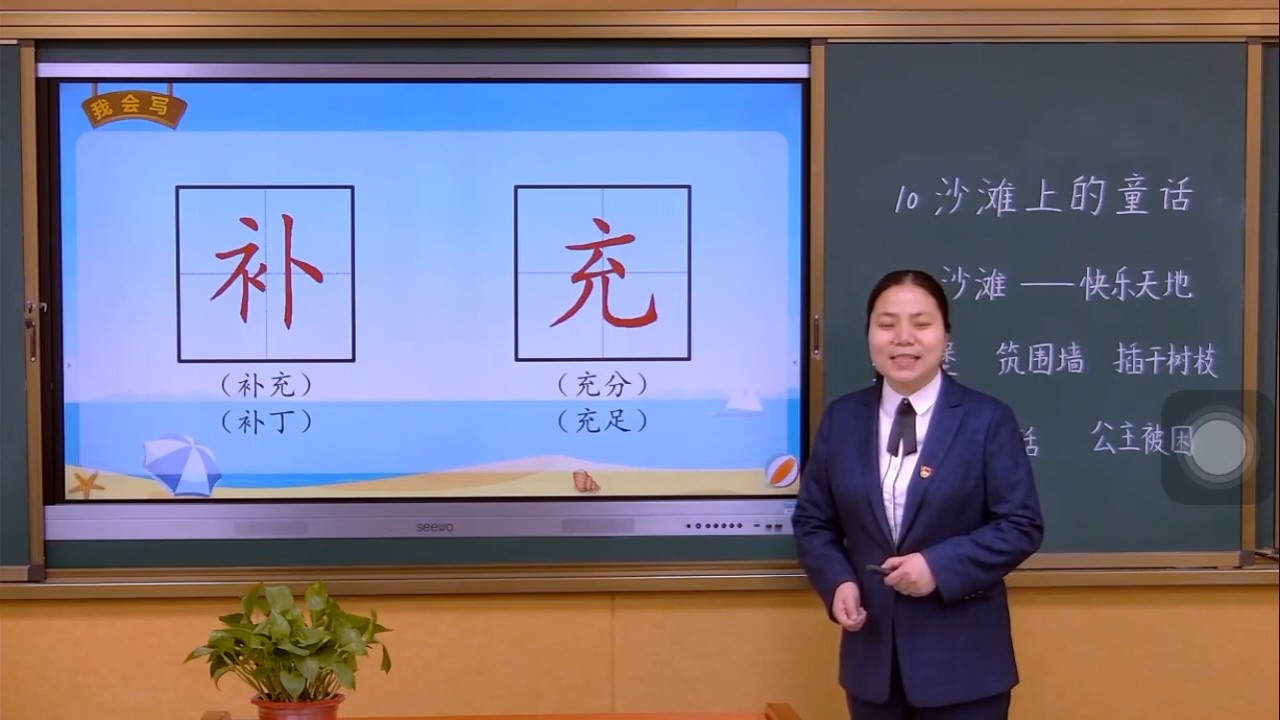 我会写
补
充
（补充）
（补丁）
（充分）
（充足）
seewo
10 沙滩上的童话
沙滩 —— 快乐天地
筑围墙 插干树枝
公主被困